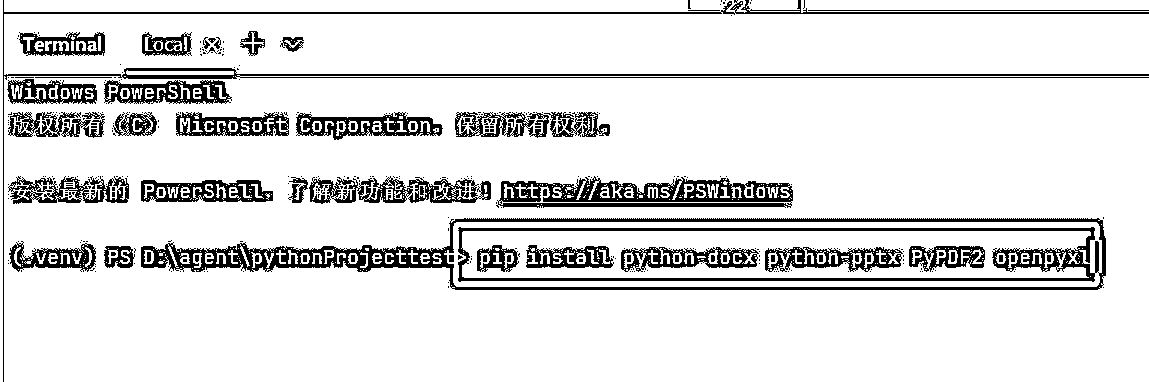 Terminal Local × +
Windows PowerShell
版权所有 (C) Microsoft Corporation。保留所有权利。
安装最新的 PowerShell，了解新功能和改进！https://aka.ms/PSWindows
(.venv) PS D:\agent\pythonProjecttest> pip install python-docx python-pptx PyPDF2 openpyxl